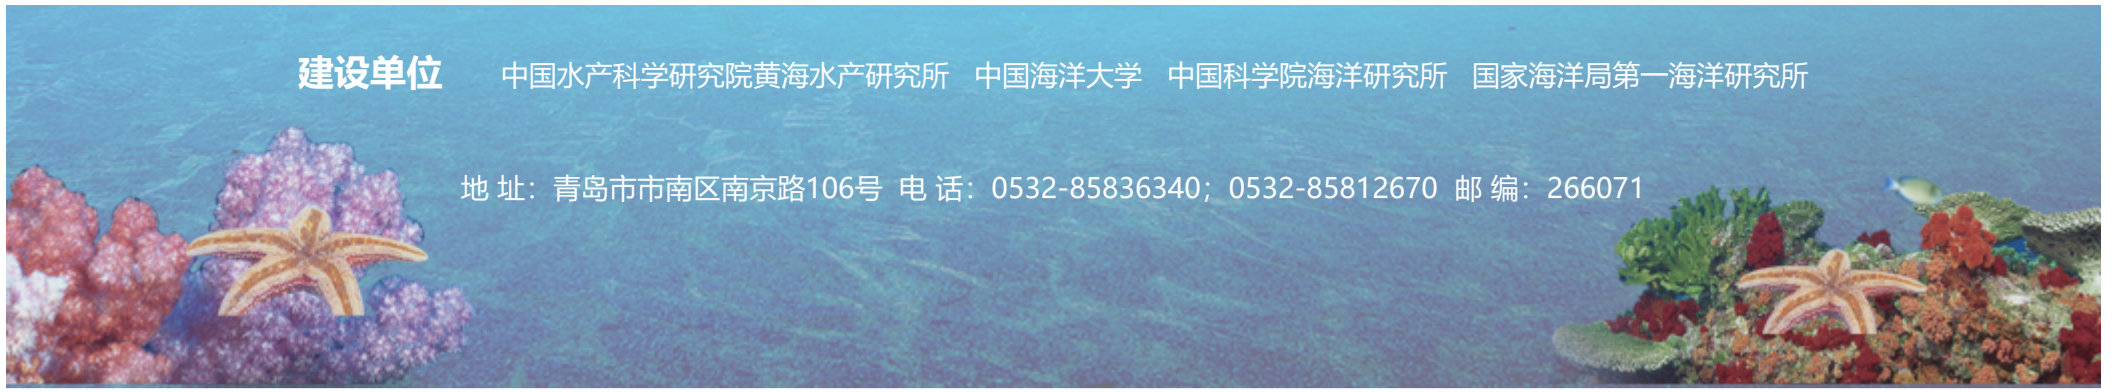 建设单位 中国水产科学研究院黄海水产研究所 中国海洋大学 中国科学院海洋研究所 国家海洋局第一海洋研究所
地 址：青岛市市南区南京路106号 电 话：0532-85836340；0532-85812670 邮 编：266071